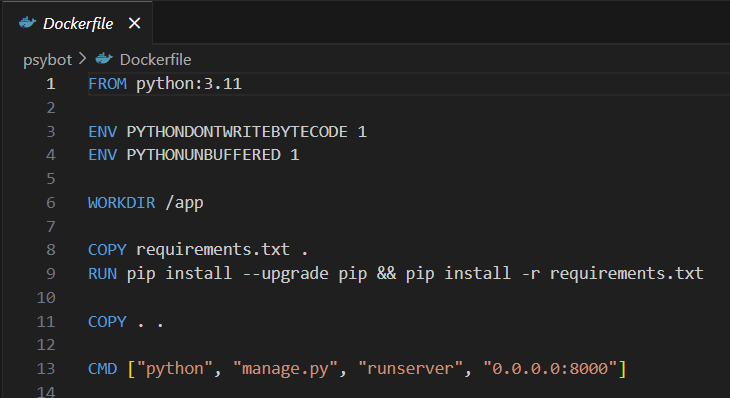 Dockerfile ×
psybot > Dockerfile
1 FROM python:3.11
2
3 ENV PYTHONDONTWRITEBYTECODE 1
4 ENV PYTHONUNBUFFERED 1
5
6 WORKDIR /app
7
8 COPY requirements.txt .
9 RUN pip install --upgrade pip && pip install -r requirements.txt
10
11 COPY . .
12
13 CMD ["python", "manage.py", "runserver", "0.0.0.0:8000"]
14